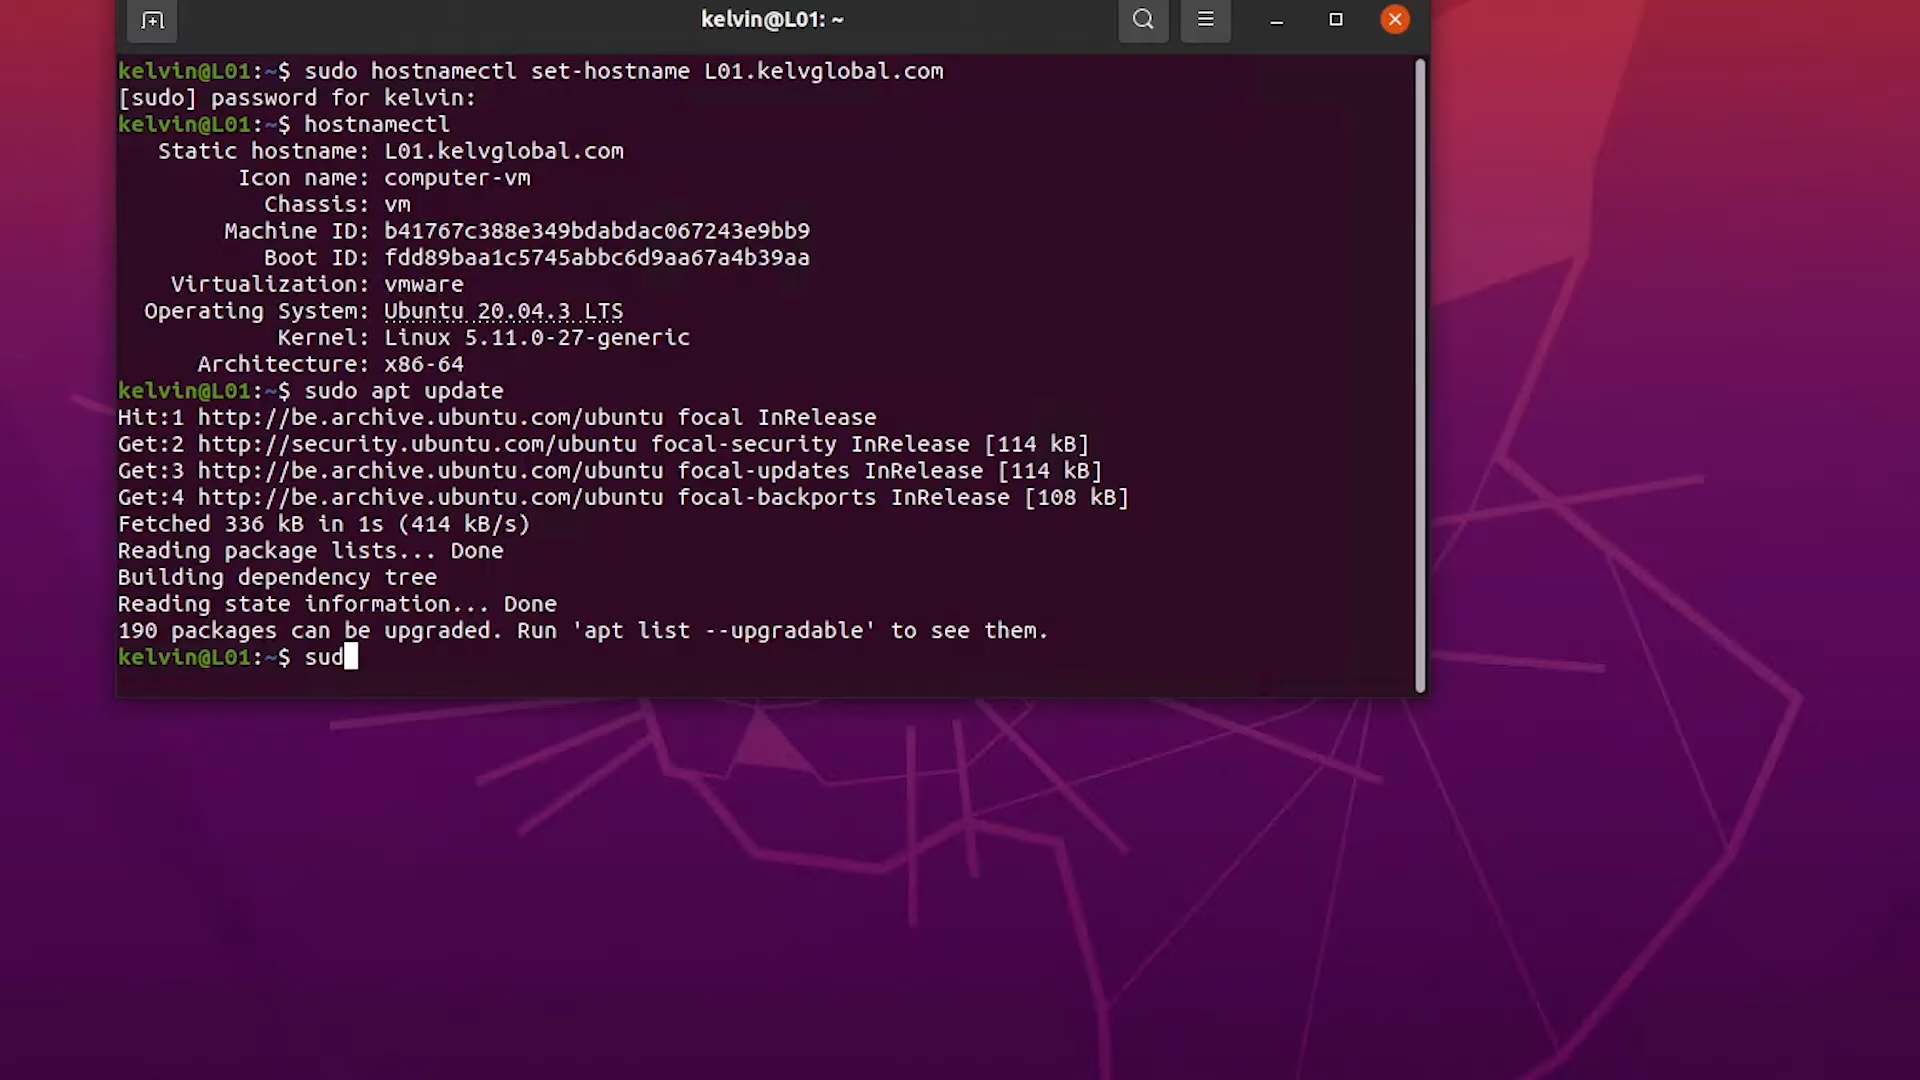 kelvin@L01: ~
kelvin@L01:~$ sudo hostnamectl set-hostname L01.kelvglobal.com
[sudo] password for kelvin:
kelvin@L01:~$ hostnamectl
Static hostname: L01.kelvglobal.com
Icon name: computer-vm
Chassis: vm
Machine ID: b41767c388e349bdabdac067243e9bb9
Boot ID: fdd89baa1c5745abbc6d9aa67a4b39aa
Virtualization: vmware
Operating System: Ubuntu 20.04.3 LTS
Kernel: Linux 5.11.0-27-generic
Architecture: x86-64
kelvin@L01:~$ sudo apt update
Hit:1 http://be.archive.ubuntu.com/ubuntu focal InRelease
Get:2 http://security.ubuntu.com/ubuntu focal-security InRelease [114 kB]
Get:3 http://be.archive.ubuntu.com/ubuntu focal-updates InRelease [114 kB]
Get:4 http://be.archive.ubuntu.com/ubuntu focal-backports InRelease [108 kB]
Fetched 336 kB in 1s (414 kB/s)
Reading package lists... Done
Building dependency tree
Reading state information... Done
190 packages can be upgraded. Run 'apt list --upgradable' to see them.
kelvin@L01:~$ sud